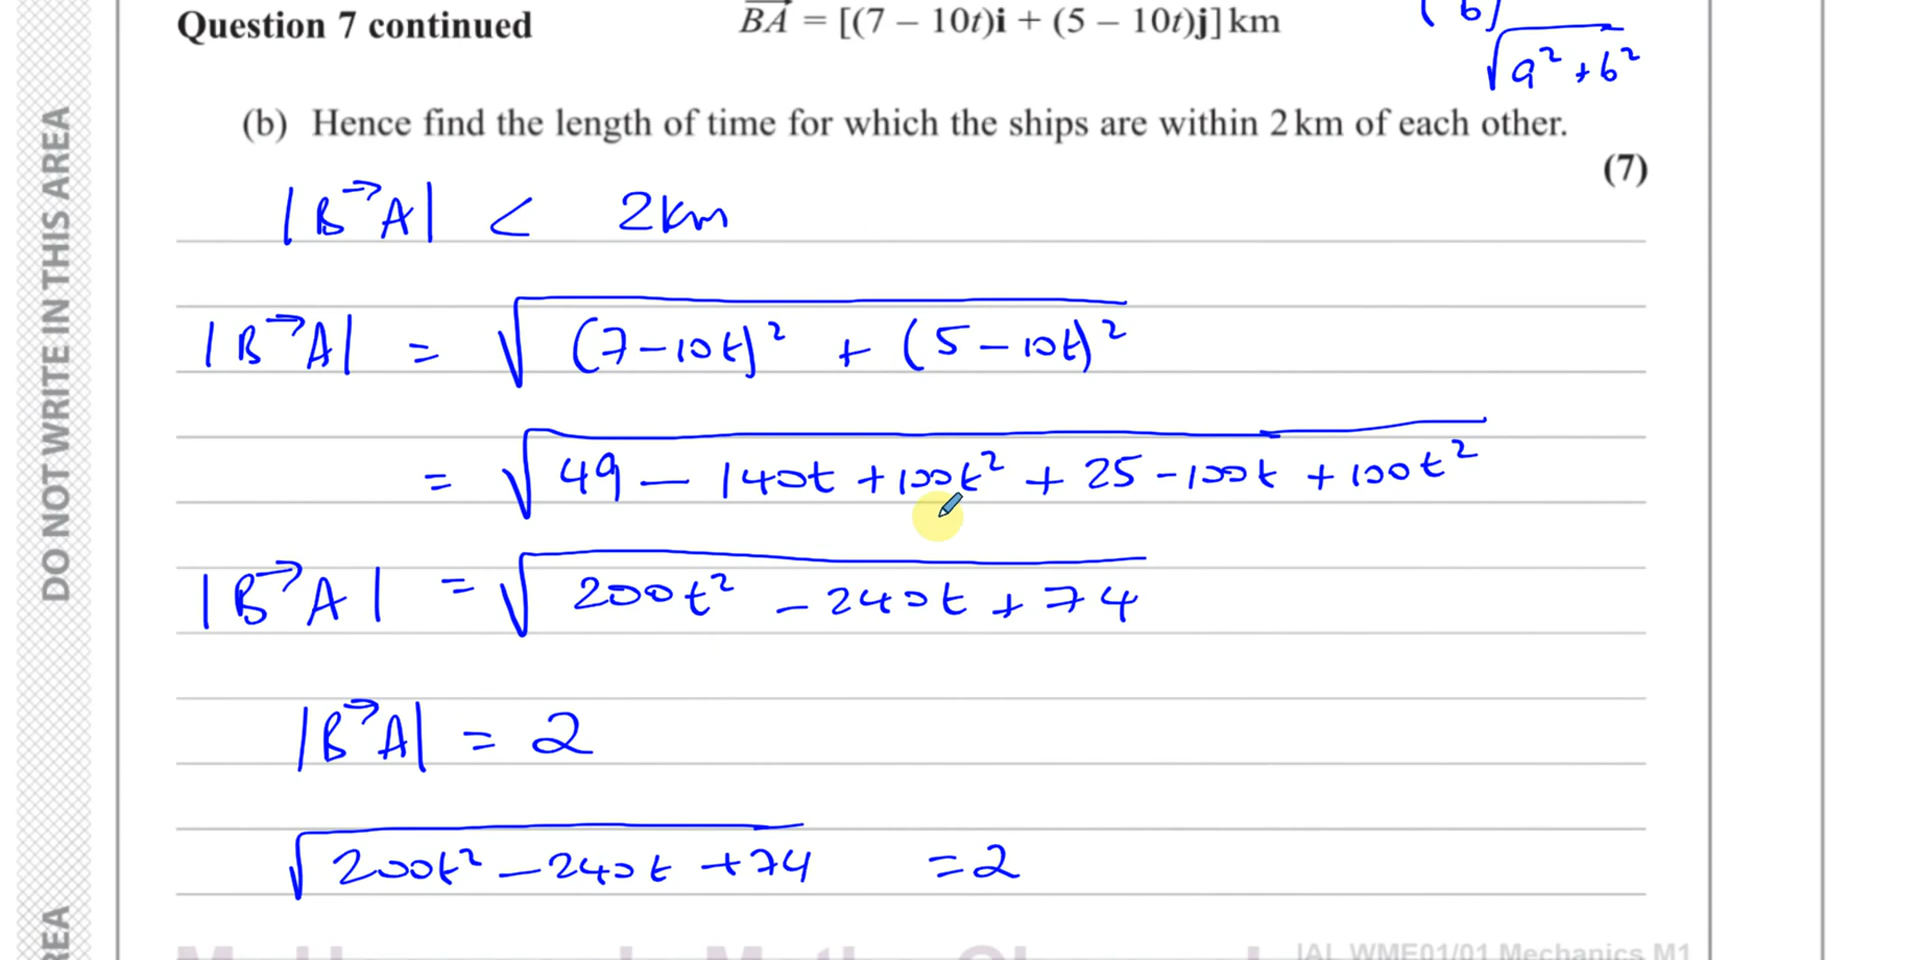 Question 7 continued
BA = [(7 – 10t)i + (5 – 10t)j] km
b)
√a² + b²
(b) Hence find the length of time for which the ships are within 2 km of each other.
(7)
|BA| < 2km
|BA| = √(7-10t)² + (5-10t)²
= √49 - 140t + 100t² + 25 - 100t + 100t²
|BA| = √200t² - 240t + 74
|BA| = 2
√200t² - 240t + 74 = 2
IAL WME01/01 Mechanics M1
DO NOT WRITE IN THIS AREA
REA